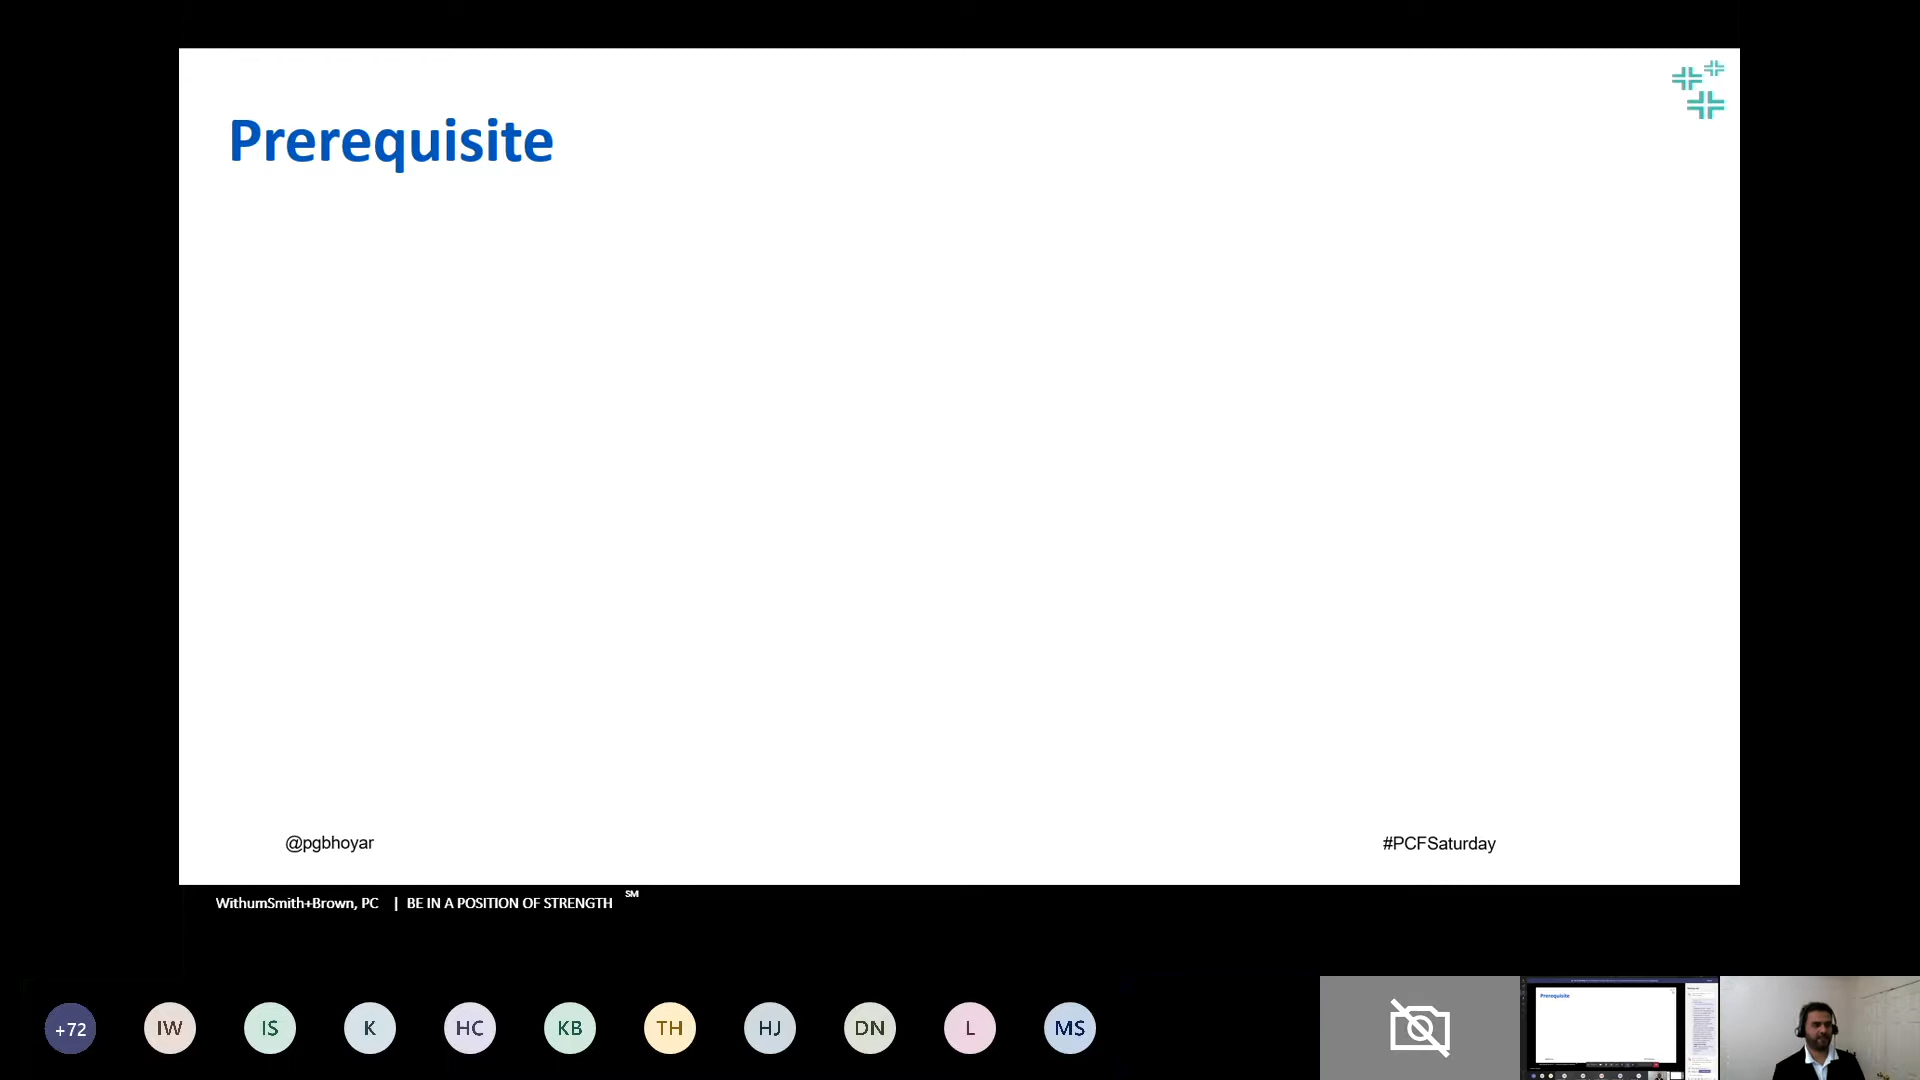 Prerequisite
@pgbhoyar
#PCFSaturday
WithumSmith+Brown, PC | BE IN A POSITION OF STRENGTH SM
+72
IW
IS
K
HC
KB
TH
HJ
DN
L
MS
Prerequisite